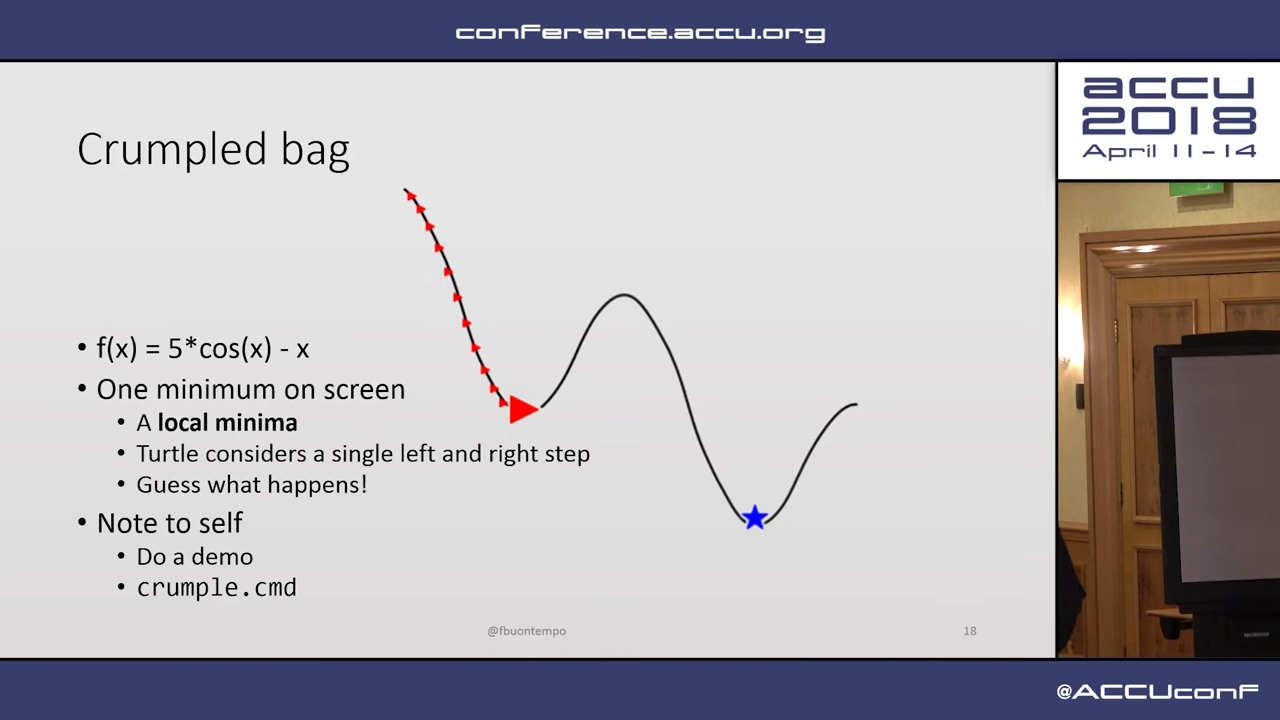 conference.accu.org
accu
2018
April 11-14
Crumpled bag
• f(x) = 5*cos(x) - x
• One minimum on screen
• A local minima
• Turtle considers a single left and right step
• Guess what happens!
• Note to self
• Do a demo
• crumple.cmd
@fbuontempo
18
@ACCUconf